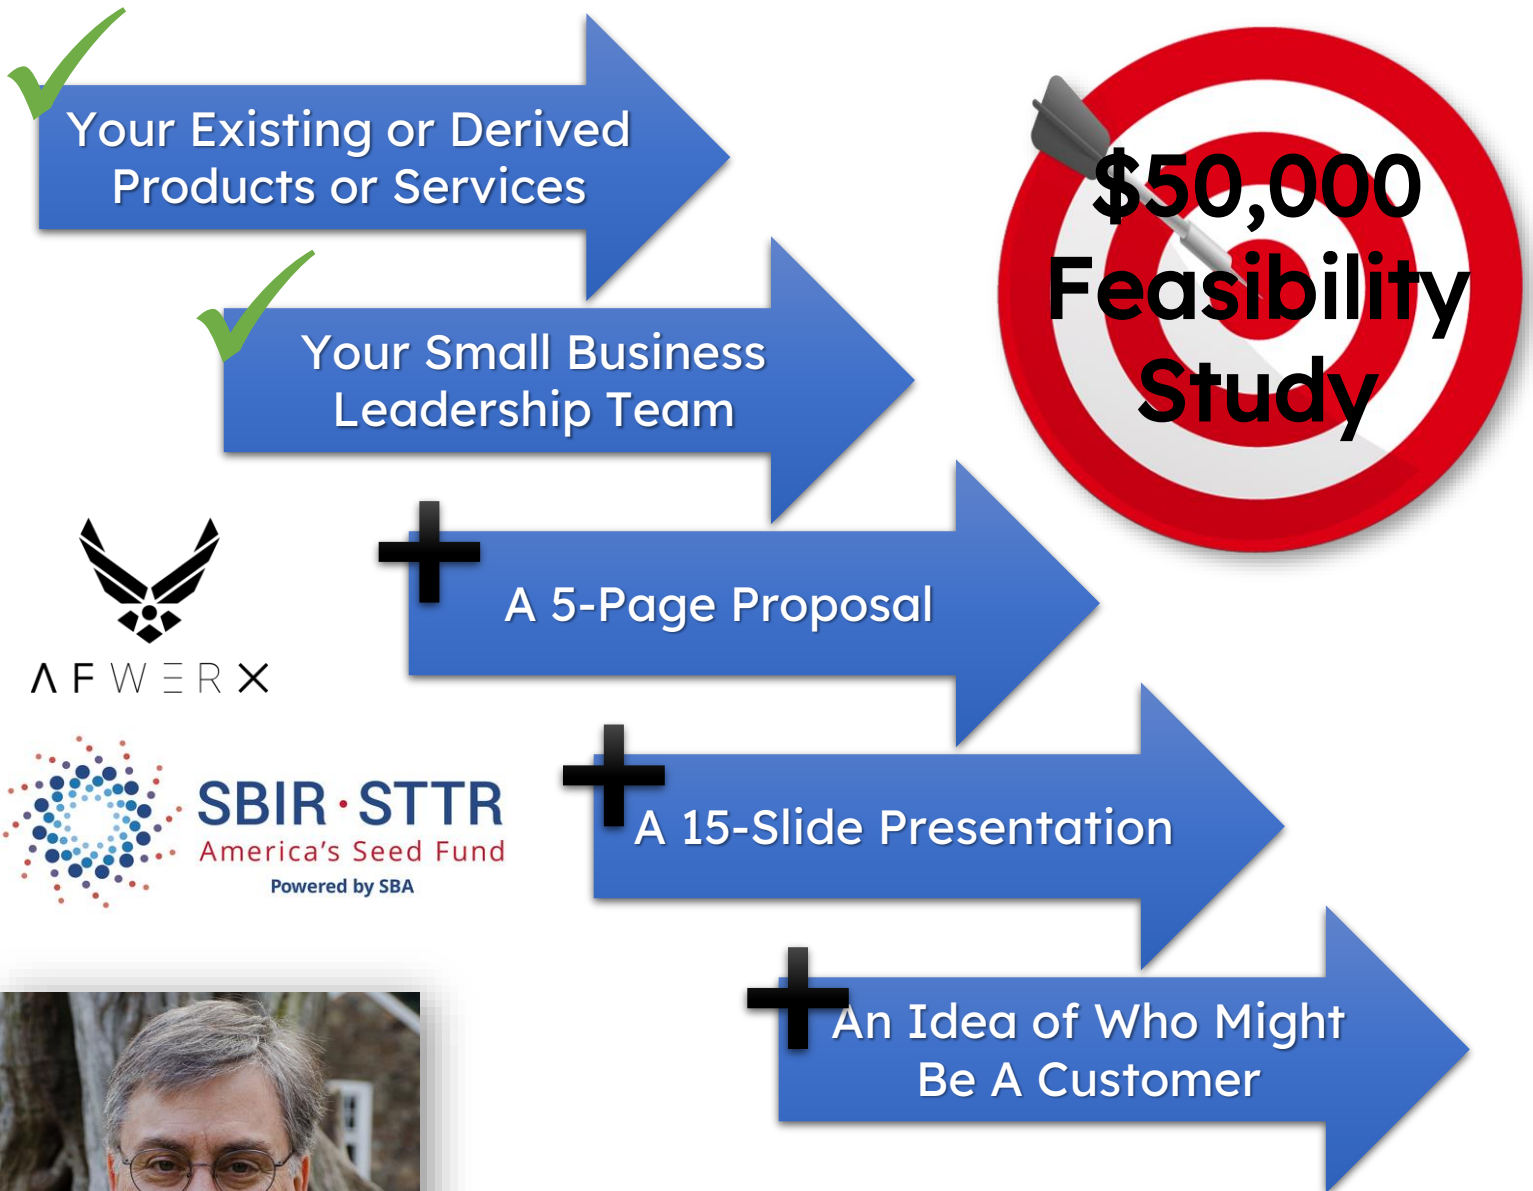 Your Existing or Derived
Products or Services
$50,000
Feasibility
Study
Your Small Business
Leadership Team
A 5-Page Proposal
AFWERX
SBIR · STTR
America's Seed Fund
Powered by SBA
A 15-Slide Presentation
An Idea of Who Might
Be A Customer